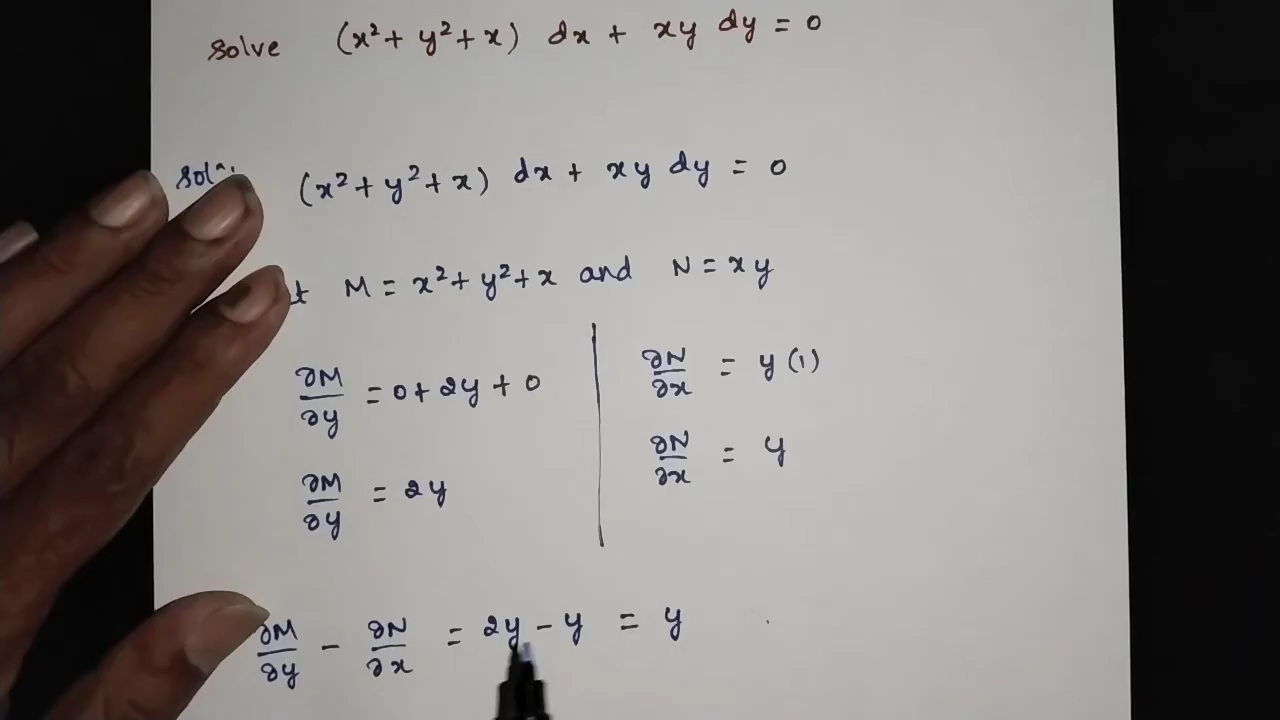 solve (x² + y² + x) dx + xy dy = 0
(x² + y² + x) dx + xy dy = 0
M = x² + y² + x and N = xy
∂M/∂y = 0 + 2y + 0
∂M/∂y = 2y
∂N/∂x = y (1)
∂N/∂x = y
∂M/∂y - ∂N/∂x = 2y - y = y